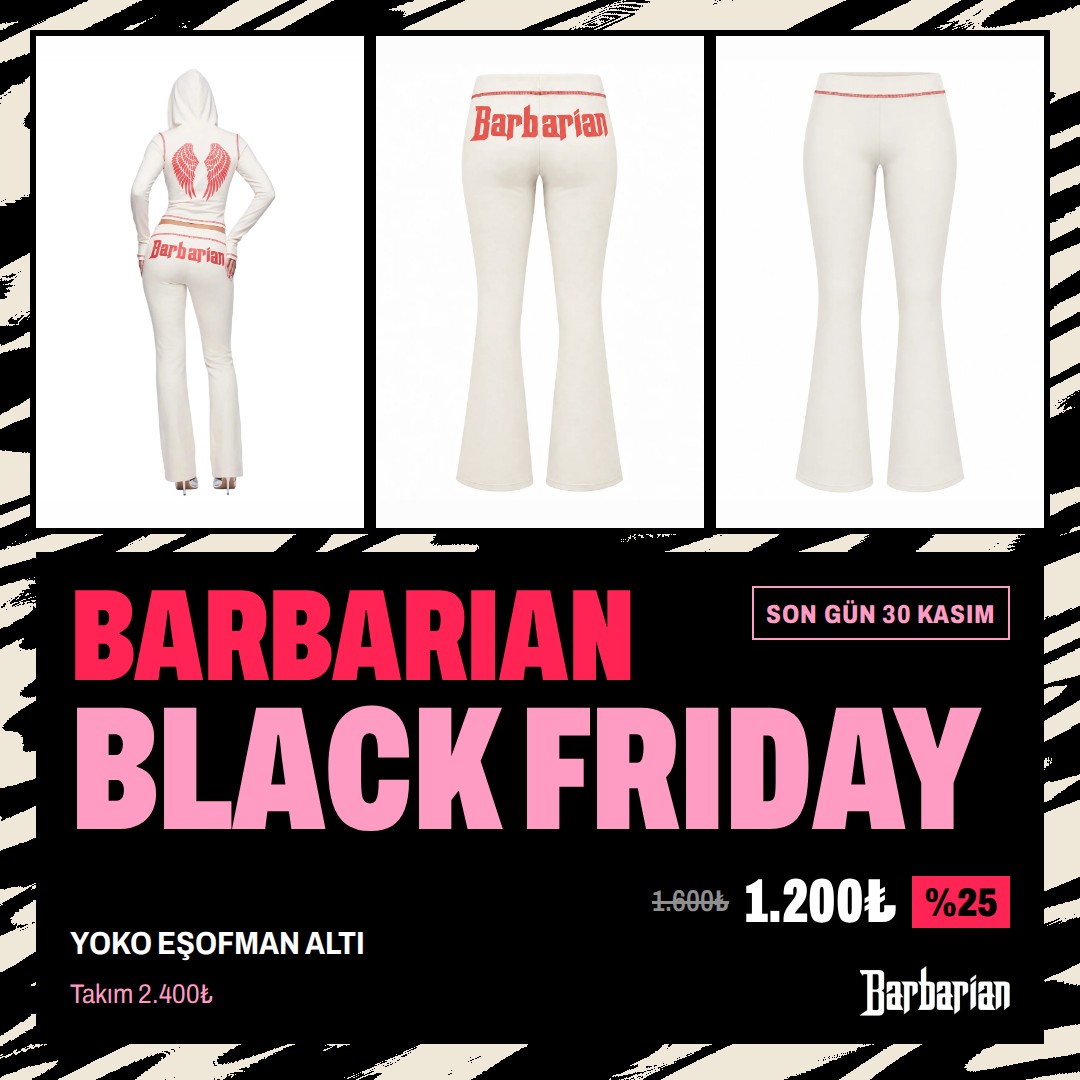 Barbarian
Barbarian
BARBARIAN
SON GÜN 30 KASIM
BLACK FRIDAY
1.600₺ 1.200₺ %25
YOKO EŞOFMAN ALTI
Takım 2.400₺
Barbarian